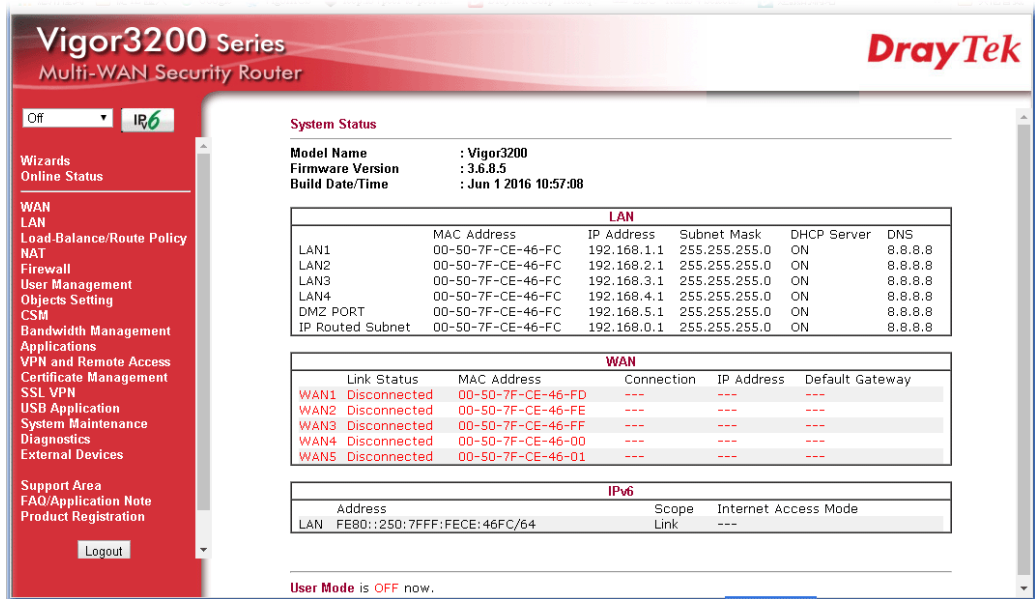 Vigor3200 Series
Multi-WAN Security Router
DrayTek
Off
IPv6
Wizards
Online Status
WAN
LAN
Load-Balance/Route Policy
NAT
Firewall
User Management
Objects Setting
CSM
Bandwidth Management
Applications
VPN and Remote Access
Certificate Management
SSL VPN
USB Application
System Maintenance
Diagnostics
External Devices
Support Area
FAQ/Application Note
Product Registration
Logout
System Status
Model Name : Vigor3200
Firmware Version : 3.6.8.5
Build Date/Time : Jun 1 2016 10:57:08
LAN
MAC Address IP Address Subnet Mask DHCP Server DNS
LAN1 00-50-7F-CE-46-FC 192.168.1.1 255.255.255.0 ON 8.8.8.8
LAN2 00-50-7F-CE-46-FC 192.168.2.1 255.255.255.0 ON 8.8.8.8
LAN3 00-50-7F-CE-46-FC 192.168.3.1 255.255.255.0 ON 8.8.8.8
LAN4 00-50-7F-CE-46-FC 192.168.4.1 255.255.255.0 ON 8.8.8.8
DMZ PORT 00-50-7F-CE-46-FC 192.168.5.1 255.255.255.0 ON 8.8.8.8
IP Routed Subnet 00-50-7F-CE-46-FC 192.168.0.1 255.255.255.0 ON 8.8.8.8
WAN
Link Status MAC Address Connection IP Address Default Gateway
WAN1 Disconnected 00-50-7F-CE-46-FD --- --- ---
WAN2 Disconnected 00-50-7F-CE-46-FE --- --- ---
WAN3 Disconnected 00-50-7F-CE-46-FF --- --- ---
WAN4 Disconnected 00-50-7F-CE-46-00 --- --- ---
WAN5 Disconnected 00-50-7F-CE-46-01 --- --- ---
IPv6
Address Scope Internet Access Mode
LAN FE80::250:7FFF:FECE:46FC/64 Link ---
User Mode is OFF now.